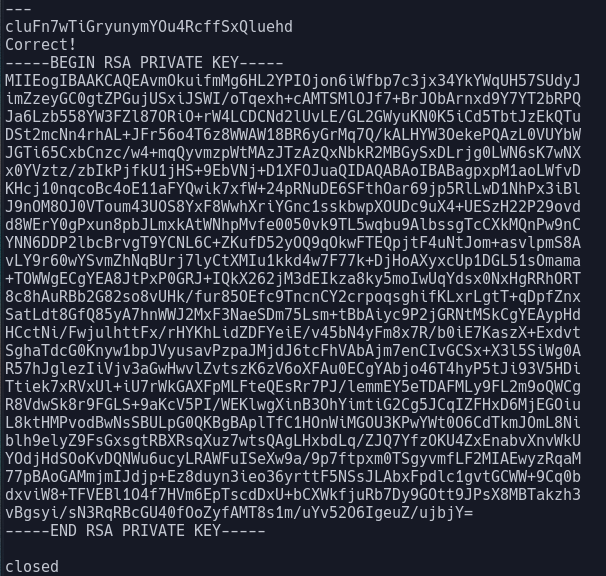 ---
cluFn7wTiGryunymYOu4RcffSxQluehd
Correct!
-----BEGIN RSA PRIVATE KEY-----
MIIEogIBAAKCAQEAvmOkuifmMg6HL2YPIOjon6iWfbp7c3jx34YkYWqUH57SUdyJ
imZzeyGC0gtZPGujUSxiJSWI/oTqexh+cAMTSMlOJf7+BrJObArnxd9Y7YT2bRPQ
Ja6Lzb558YW3FZl87ORiO+rW4LCDCNd2lUvLE/GL2GWyuKN0K5iCd5TbtJzEkQTu
DSt2mcNn4rhAL+JFr56o4T6z8WWAW18BR6yGrMq7Q/kALHYW3OekePQAzL0VUYbW
JGTi65CxbCnzc/w4+mqQyvmzpWtMAzJTzAzQxNbkR2MBGySxDLrjg0LWN6sK7wNX
x0YVztz/zbIkPjfkU1jHS+9EbVNj+D1XFOJuaQIDAQABAoIBABagpxpM1aoLWfvD
KHcj10nqcoBc4oE11aFYQwik7xfW+24pRNuDE6SFthOar69jp5RlLwD1NhPx3iBl
J9nOM8OJ0VToum43UOS8YxF8WwhXriYGnc1sskbwpXOUDc9uX4+UESzH22P29ovd
d8WErY0gPxun8pbJLmxkAtWNhpMvfe0050vk9TL5wqbu9AlbssgTcCXkMQnPw9nC
YNN6DDP2lbcBrvgT9YCNL6C+ZKufD52yOQ9qOkwFTEQpjtF4uNtJom+asvlpmS8A
vLY9r60wYSvmZhNqBUrj7lyCtXMIu1kkd4w7F77k+DjHoAXyxcUp1DGL51sOmama
+TOWWgECgYEA8JtPxP0GRJ+IQkX262jM3dEIkza8ky5moIwUqYdsx0NxHgRRhORT
8c8hAuRBb2G82so8vUHk/fur85OEfc9TncnCY2crpoqsghifKLxrLgtT+qDpfZnx
SatLdt8GfQ85yA7hnWWJ2MxF3NaeSDm75Lsm+tBbAiyc9P2jGRNtMSkCgYEAypHd
HCctNi/FwjulhttFx/rHYKhLidZDFYeiE/v45bN4yFm8x7R/b0iE7KaszX+Exdvt
SghaTdcG0Knyw1bpJVyusavPzpaJMjdJ6tcFhVAbAjm7enCIvGCSx+X3l5SiWg0A
R57hJglezIiVjv3aGwHwvlZvtszK6zV6oXFAu0ECgYAbjo46T4hyP5tJi93V5HDi
Ttiek7xRVxUl+iU7rWkGAXFpMLFteQEsRr7PJ/lemmEY5eTDAFMLy9FL2m9oQWCg
R8VdwSk8r9FGLS+9aKcV5PI/WEKlwgXinB3OhYimtiG2Cg5JCqIZFHxD6MjEGOiu
L8ktHMPvodBwNsSBULpG0QKBgBAplTfC1HOnWiMGOU3KPwYWt0O6CdTkmJOmL8Ni
blh9elyZ9FsGxsgtRBXRsqXuz7wtsQAgLHxbdLq/ZJQ7YfzOKU4ZxEnabvXnvWkU
YOdjHdSOoKvDQNWu6ucyLRAWFuISeXw9a/9p7ftpxm0TSgyvmfLF2MIAEwyzRqaM
77pBAoGAMmjmIJdjp+Ez8duyn3ieo36yrttF5NSsJLAbxFpdlc1gvtGCWW+9Cq0b
dxviW8+TFVEBl1O4f7HVm6EpTscdDxU+bCXWkfjuRb7Dy9GOtt9JPsX8MBTakzh3
vBgsyi/sN3RqRBcGU40fOoZyfAMT8s1m/uYv52O6IgeuZ/ujbjY=
-----END RSA PRIVATE KEY-----
closed